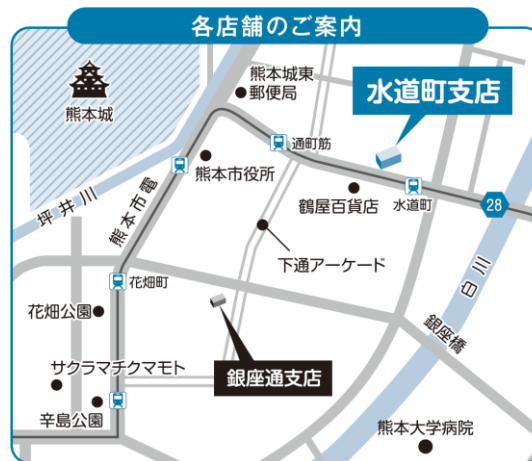 各店舗のご案内
熊本城
熊本城東
郵便局
水道町支店
通町筋
熊本市役所
鶴屋百貨店
水道町
28
坪井川
熊本市電
下通アーケード
白川
花畑町
花畑公園
銀座橋
サクラマチクマモト
銀座通支店
辛島公園
熊本大学病院